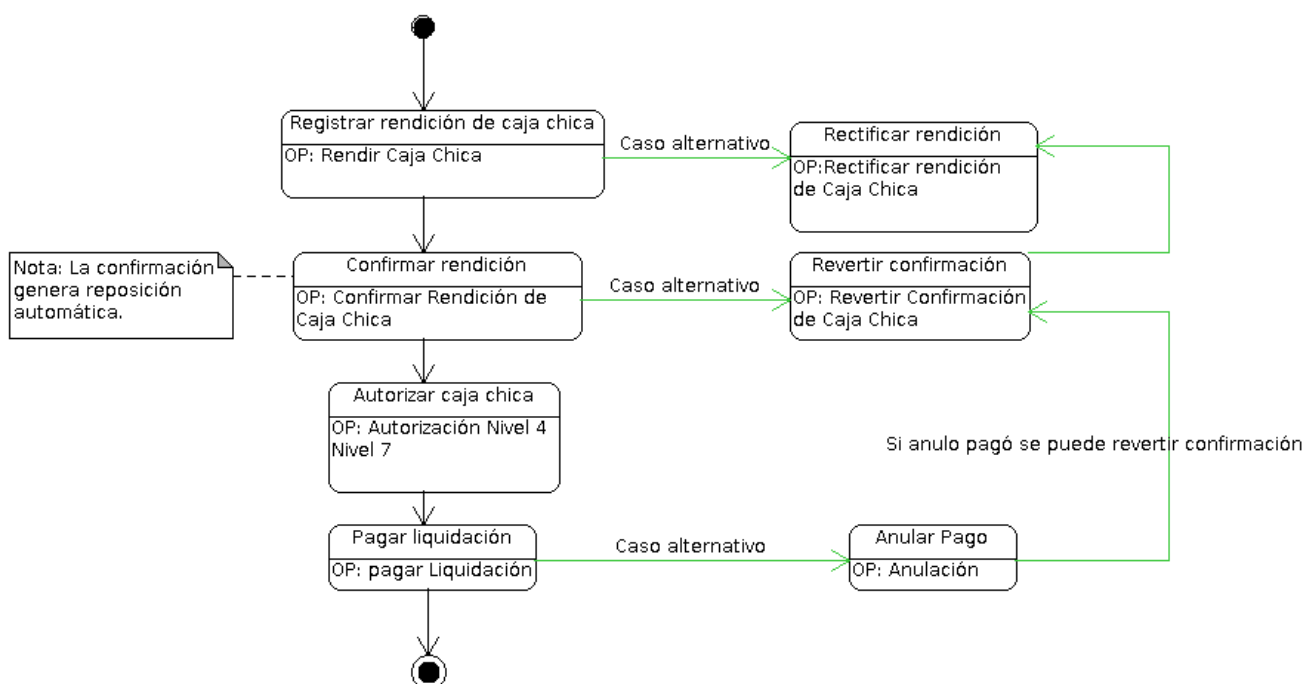 Registrar rendición de caja chica
OP: Rendir Caja Chica
Caso alternativo
Rectificar rendición
OP:Rectificar rendición
de Caja Chica
Nota: La confirmación
genera reposición
automática.
Confirmar rendición
OP: Confirmar Rendición de
Caja Chica
Caso alternativo
Revertir confirmación
OP: Revertir Confirmación
de Caja Chica
Autorizar caja chica
OP: Autorización Nivel 4
Nivel 7
Si anulo pagó se puede revertir confirmación
Pagar liquidación
OP: pagar Liquidación
Caso alternativo
Anular Pago
OP: Anulación